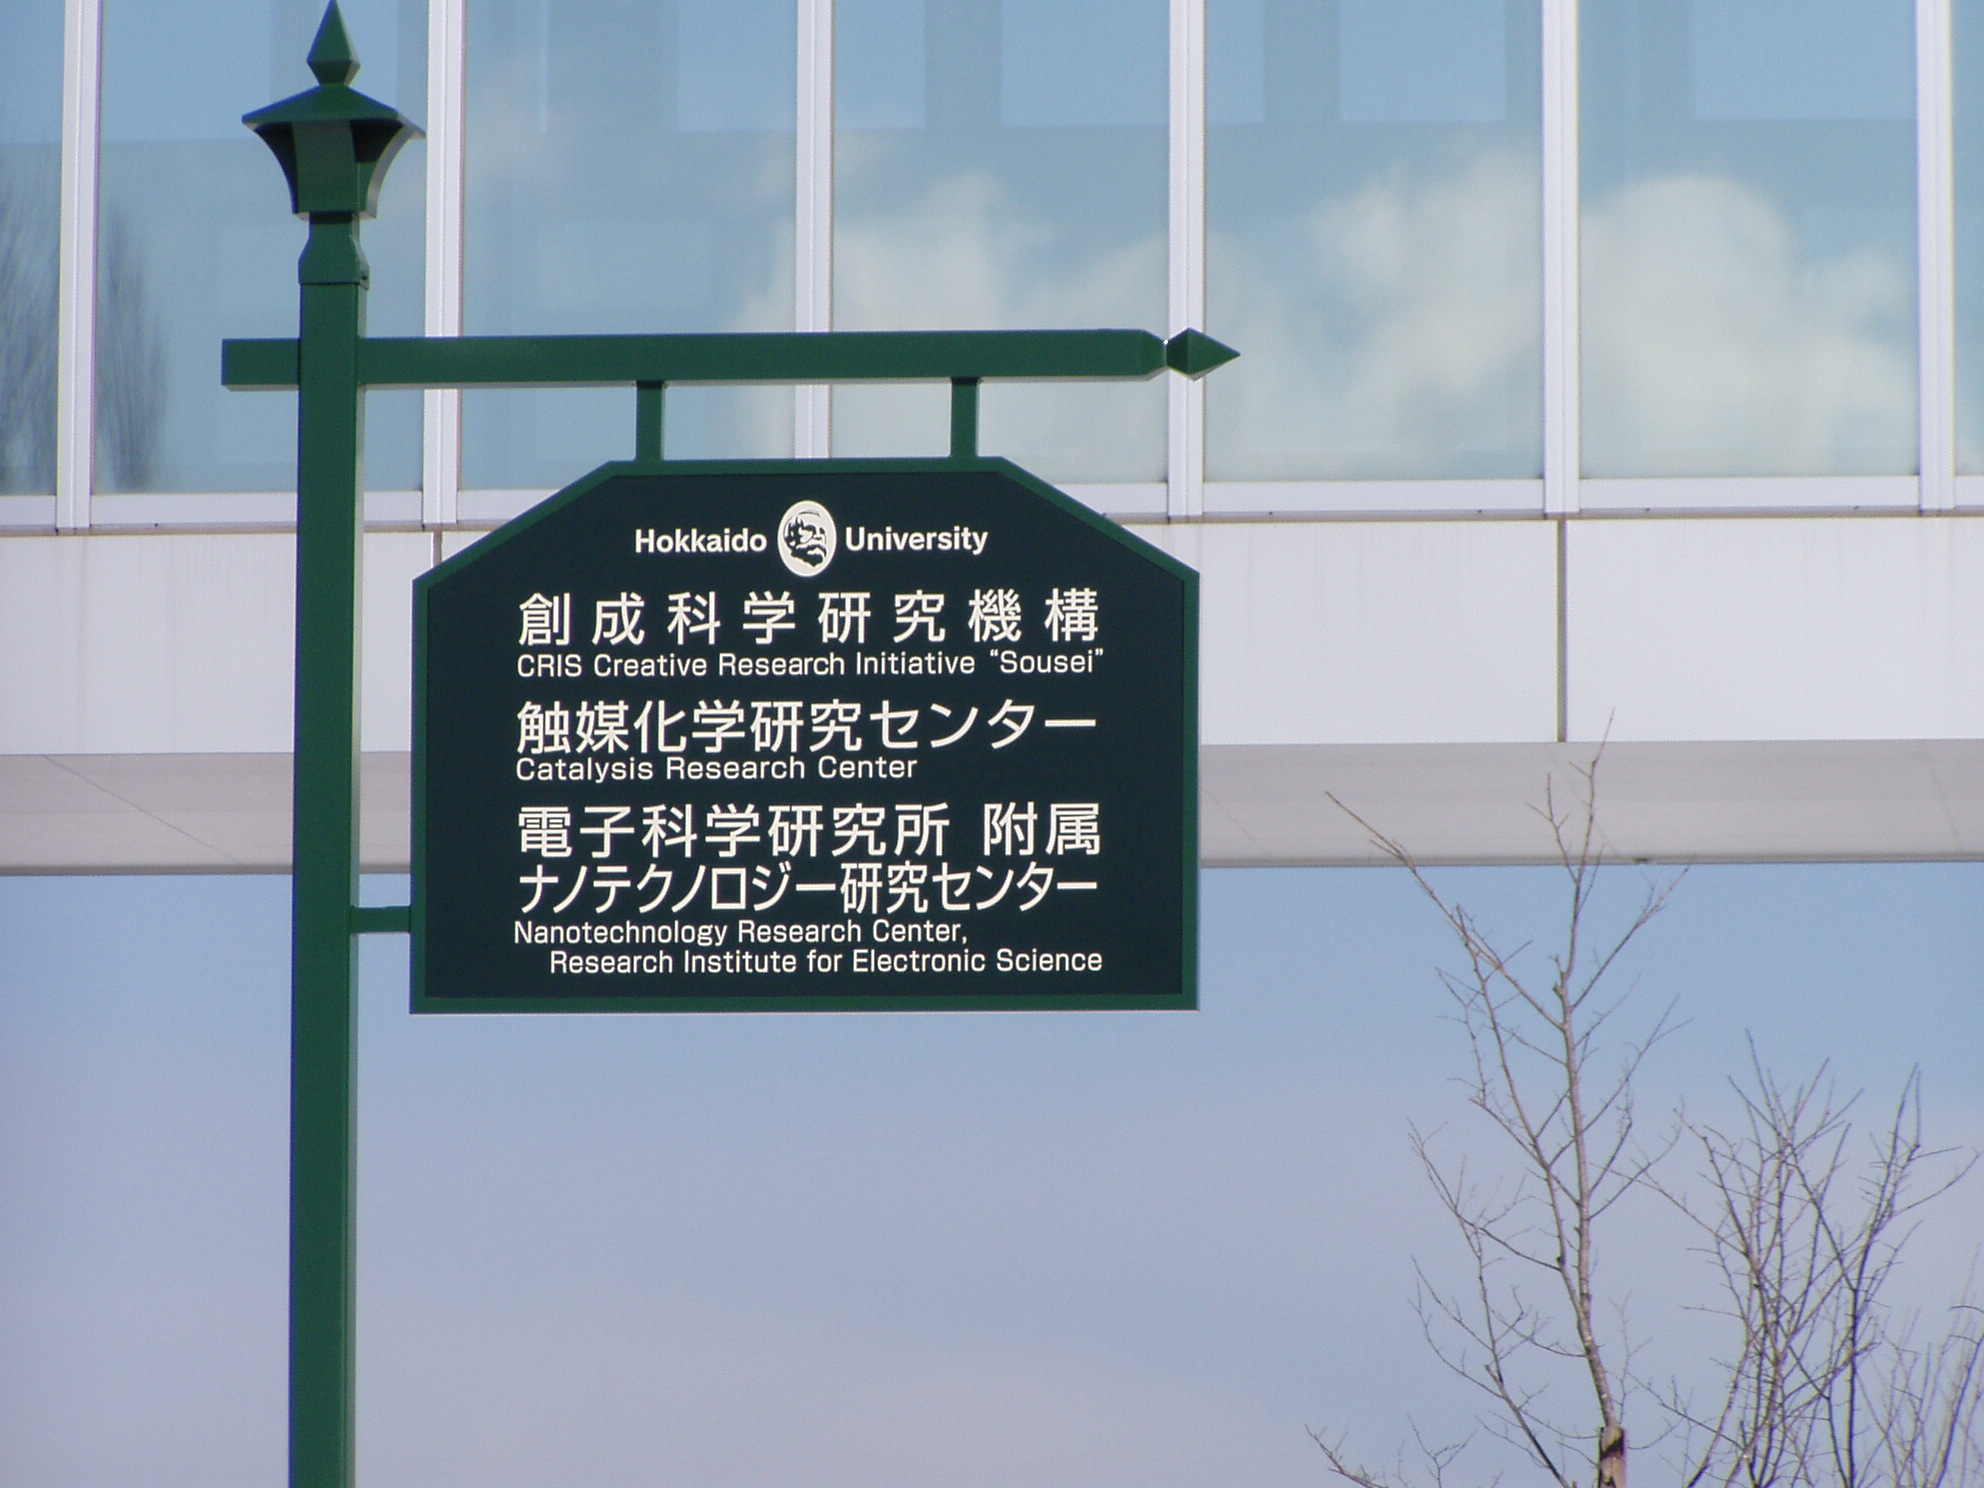 Hokkaido University
創成科学研究機構
CRIS Creative Research Initiative “Sousei”
触媒化学研究センター
Catalysis Research Center
電子科学研究所 附属
ナノテクノロジー研究センター
Nanotechnology Research Center,
Research Institute for Electronic Science